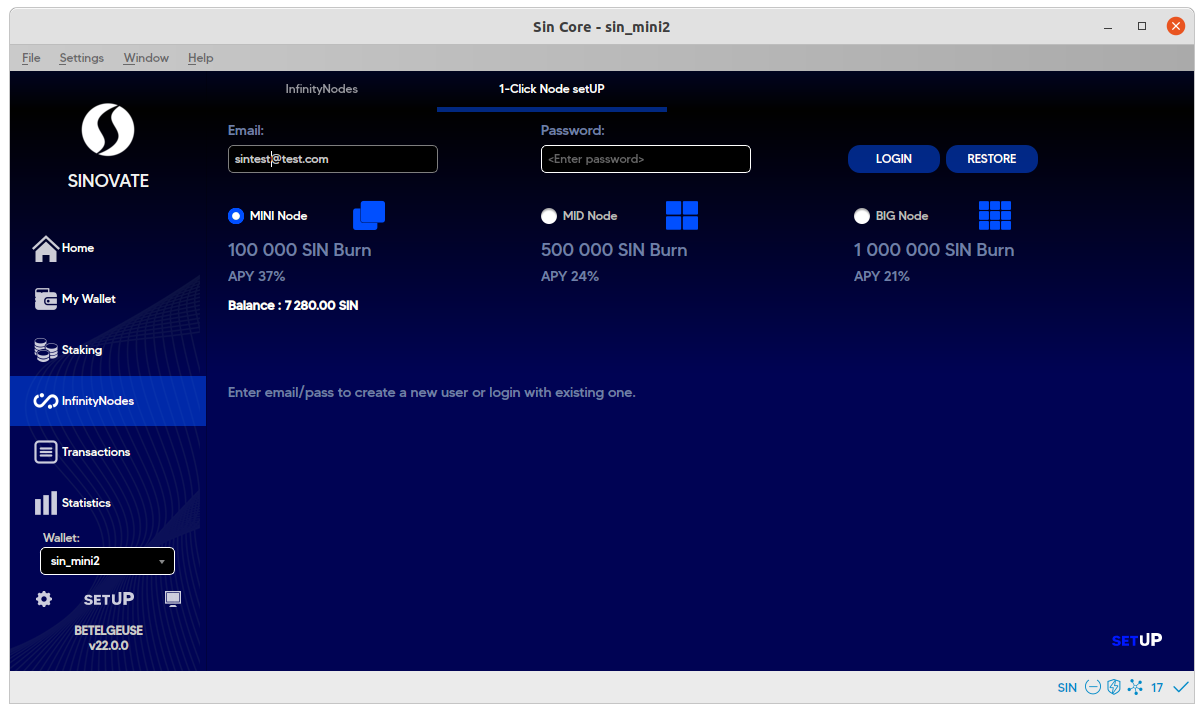 Sin Core - sin_mini2
File Settings Window Help
SINOVATE
Home
My Wallet
Staking
InfinityNodes
Transactions
Statistics
Wallet:
sin_mini2
SETUP
BETELGEUSE
v22.0.0
InfinityNodes 1-Click Node setUP
Email: Password:
sintest@test.com <Enter password> LOGIN RESTORE
MINI Node MID Node BIG Node
100 000 SIN Burn 500 000 SIN Burn 1 000 000 SIN Burn
APY 37% APY 24% APY 21%
Balance : 7 280.00 SIN
Enter email/pass to create a new user or login with existing one.
SETUP
SIN 17